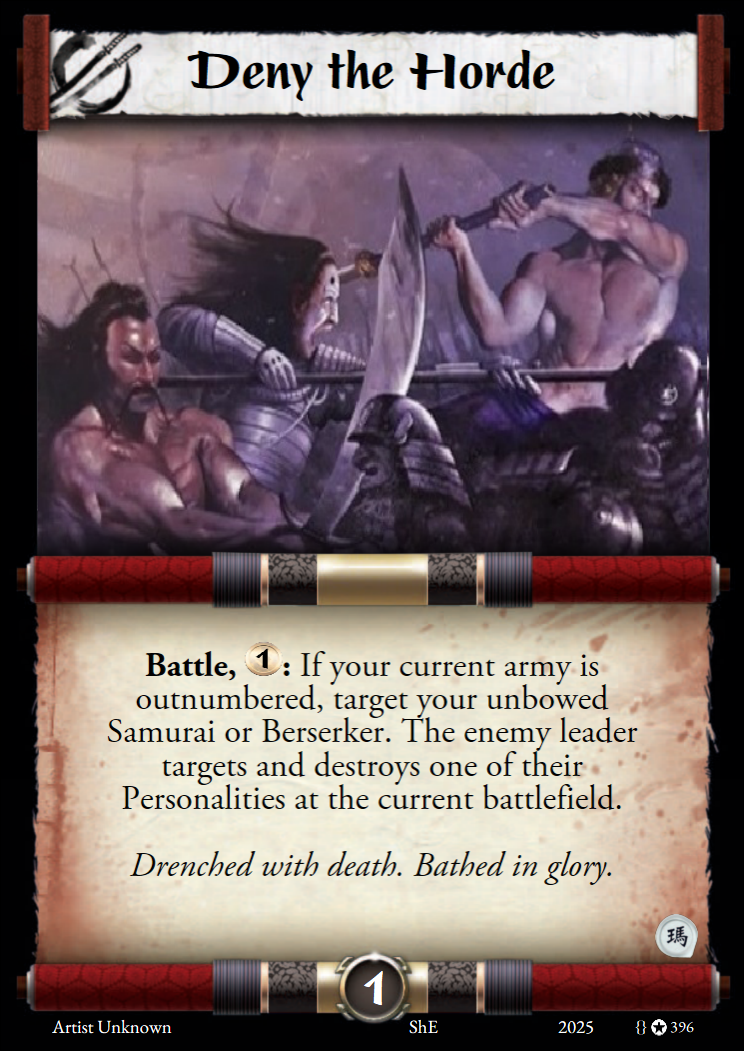 Deny the Horde
Battle, 1: If your current army is
outnumbered, target your unbowed
Samurai or Berserker. The enemy leader
targets and destroys one of their
Personalities at the current battlefield.
Drenched with death. Bathed in glory.
瑪
1
Artist Unknown ShE 2025 {} 396